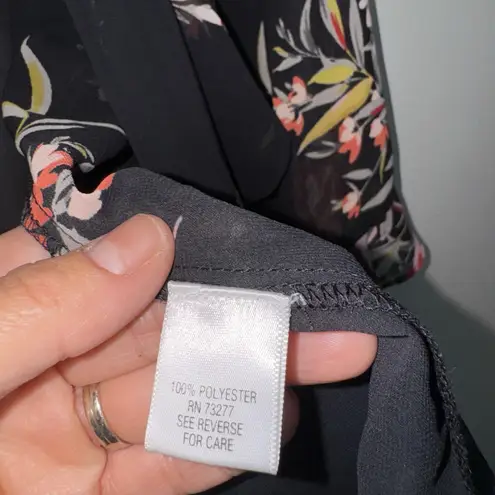 100% POLYESTER
RN 73277
SEE REVERSE
FOR CARE